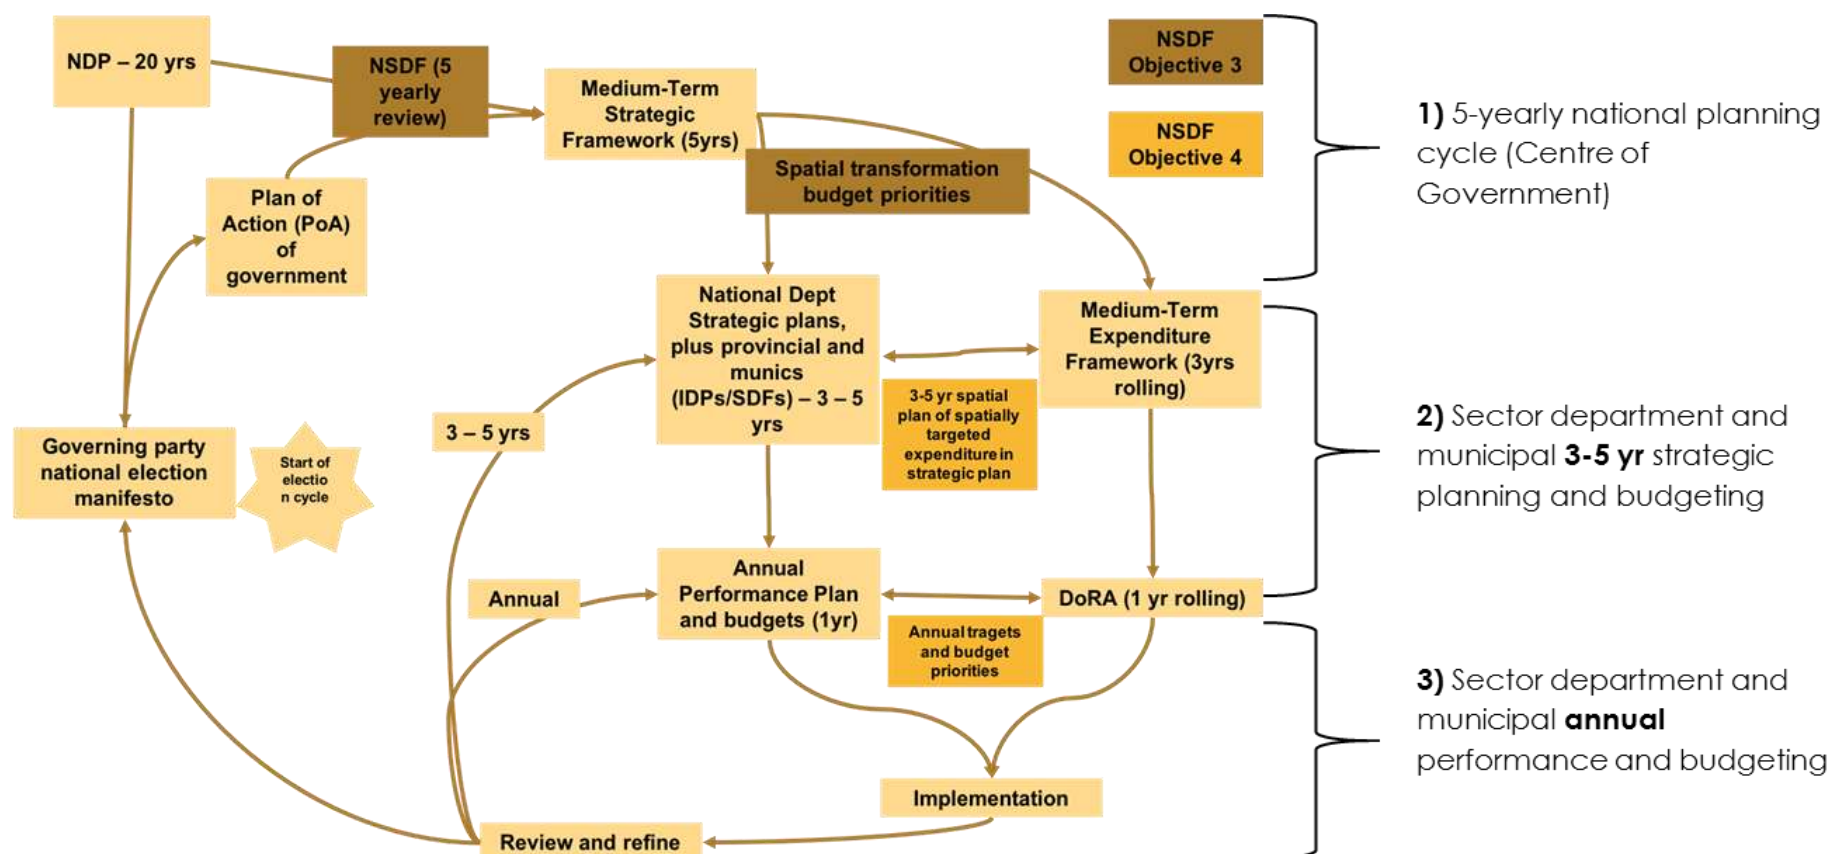 NDP – 20 yrs
NSDF (5
yearly
review)
Medium-Term
Strategic
Framework (5yrs)
NSDF
Objective 3
NSDF
Objective 4
1) 5-yearly national planning
cycle (Centre of
Government)
Spatial transformation
budget priorities
Plan of
Action (PoA)
of
government
National Dept
Strategic plans,
plus provincial and
munics
(IDPs/SDFs) – 3 – 5
yrs
Medium-Term
Expenditure
Framework (3yrs
rolling)
3-5 yr spatial
plan of spatially
targeted
expenditure in
strategic plan
2) Sector department and
municipal 3-5 yr strategic
planning and budgeting
3 – 5 yrs
Governing party
national election
manifesto
Start of
electio
n cycle
Annual
Annual
Performance Plan
and budgets (1yr)
DoRA (1 yr rolling)
Annual tragets
and budget
priorities
3) Sector department and
municipal annual
performance and budgeting
Implementation
Review and refine